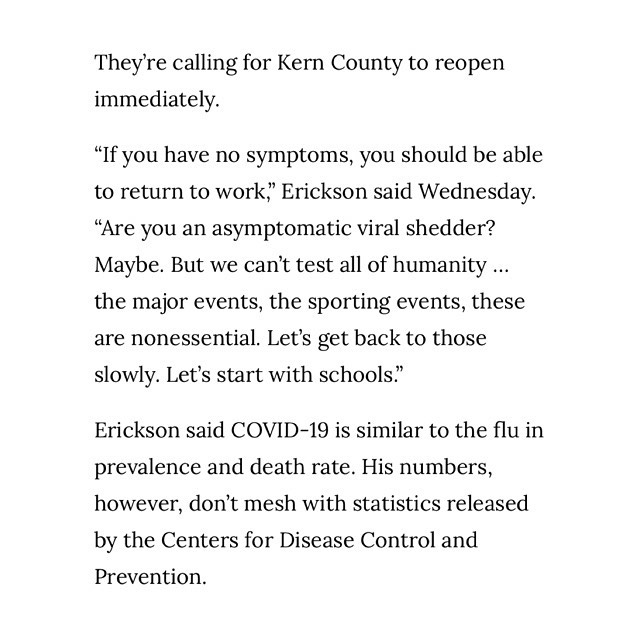 They’re calling for Kern County to reopen
immediately.
“If you have no symptoms, you should be able
to return to work,” Erickson said Wednesday.
“Are you an asymptomatic viral shedder?
Maybe. But we can’t test all of humanity …
the major events, the sporting events, these
are nonessential. Let’s get back to those
slowly. Let’s start with schools.”
Erickson said COVID-19 is similar to the flu in
prevalence and death rate. His numbers,
however, don’t mesh with statistics released
by the Centers for Disease Control and
Prevention.